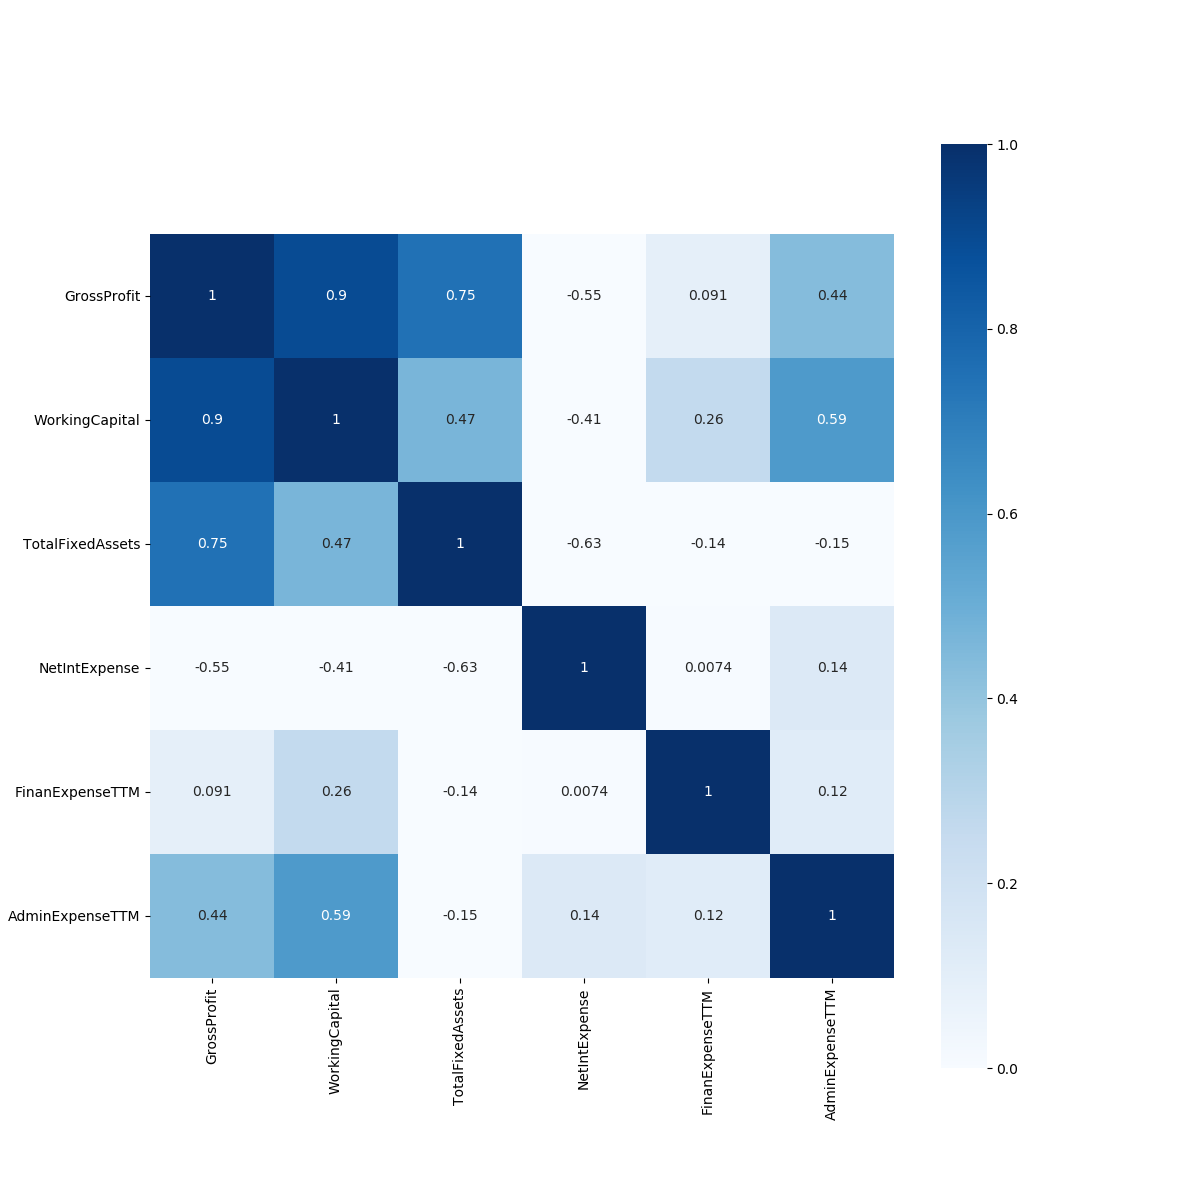 1.0
GrossProfit 1 0.9 0.75 -0.55 0.091 0.44
0.8
WorkingCapital 0.9 1 0.47 -0.41 0.26 0.59
0.6
TotalFixedAssets 0.75 0.47 1 -0.63 -0.14 -0.15
NetIntExpense -0.55 -0.41 -0.63 1 0.0074 0.14
0.4
FinanExpenseTTM 0.091 0.26 -0.14 0.0074 1 0.12
0.2
AdminExpenseTTM 0.44 0.59 -0.15 0.14 0.12 1
0.0
GrossProfit
WorkingCapital
TotalFixedAssets
NetIntExpense
FinanExpenseTTM
AdminExpenseTTM